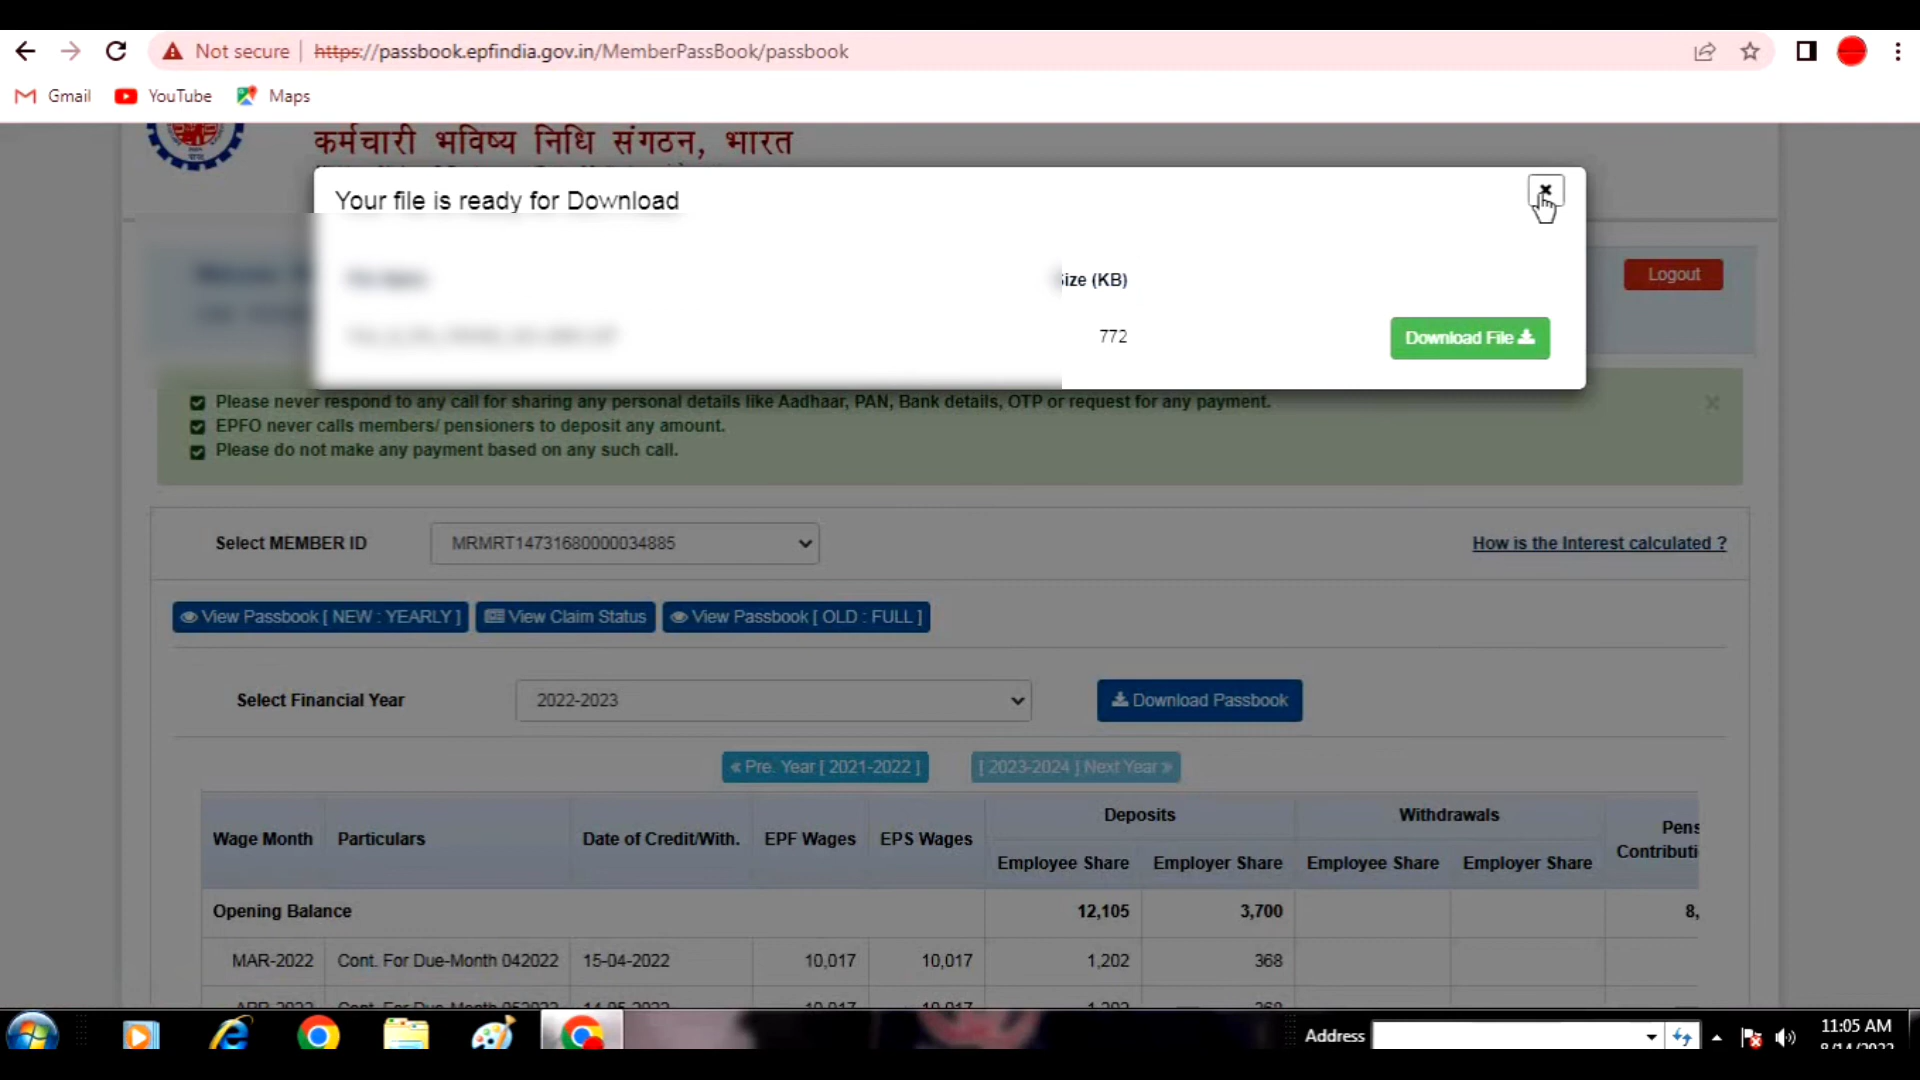 Not secure | https://passbook.epfindia.gov.in/MemberPassBook/passbook
Gmail YouTube Maps
कर्मचारी भविष्य निधि संगठन, भारत
Your file is ready for Download
Size (KB)
Logout
772 Download File
Please never respond to any call for sharing any personal details like Aadhaar, PAN, Bank details, OTP or request for any payment.
EPFO never calls members/ pensioners to deposit any amount.
Please do not make any payment based on any such call.
Select MEMBER ID MRMRT14731680000034885 How is the Interest calculated ?
View Passbook [ NEW : YEARLY ] View Claim Status View Passbook [ OLD : FULL ]
Select Financial Year 2022-2023 Download Passbook
« Pre. Year [ 2021-2022 ] [ 2023-2024 ] Next Year »
Deposits Withdrawals
Wage Month Particulars Date of Credit/With. EPF Wages EPS Wages Pens
Contributi
Employee Share Employer Share Employee Share Employer Share
Opening Balance 12,105 3,700 8,
MAR-2022 Cont. For Due-Month 042022 15-04-2022 10,017 10,017 1,202 368
Address 11:05 AM